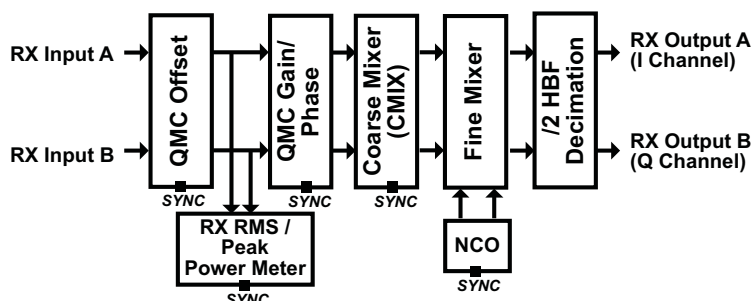 RX Input A
RX Input B
QMC Offset
SYNC
QMC Gain/
Phase
SYNC
Coarse Mixer
(CMIX)
SYNC
Fine Mixer
/2 HBF
Decimation
RX Output A
(I Channel)
RX Output B
(Q Channel)
RX RMS /
Peak
Power Meter
SYNC
NCO
SYNC